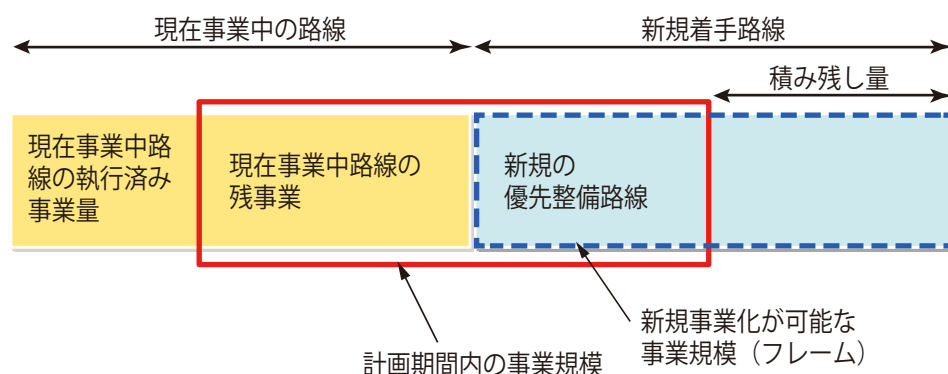 現在事業中の路線
新規着手路線
積み残し量
現在事業中路
線の執行済み
事業量
現在事業中路線の
残事業
新規の
優先整備路線
新規事業化が可能な
事業規模（フレーム）
計画期間内の事業規模